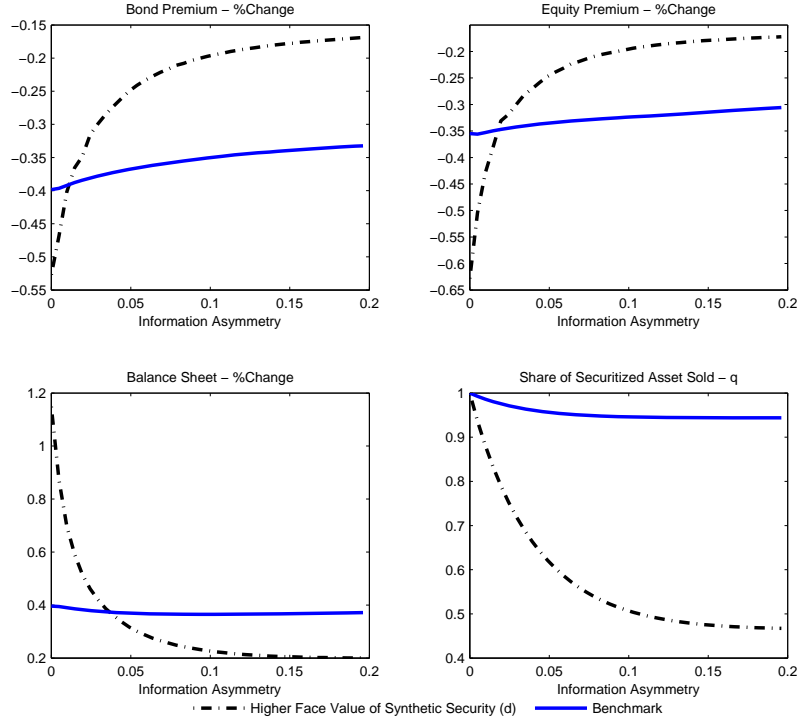 Bond Premium − %Change
−0.15
−0.2
−0.25
−0.3
−0.35
−0.4
−0.45
−0.5
−0.55
0 0.05 0.1 0.15 0.2
Information Asymmetry
Equity Premium − %Change
−0.2
−0.25
−0.3
−0.35
−0.4
−0.45
−0.5
−0.55
−0.6
−0.65
0 0.05 0.1 0.15 0.2
Information Asymmetry
Balance Sheet − %Change
1.2
1
0.8
0.6
0.4
0.2
0 0.05 0.1 0.15 0.2
Information Asymmetry
Share of Securitized Asset Sold − q
1
0.9
0.8
0.7
0.6
0.5
0.4
0 0.05 0.1 0.15 0.2
Information Asymmetry
Higher Face Value of Synthetic Security (d) Benchmark